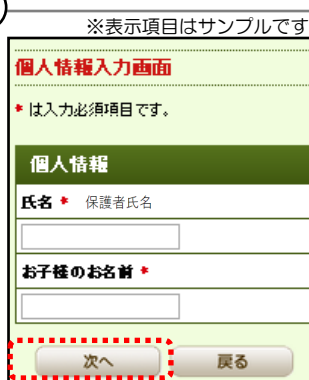 ※表示項目はサンプルです
個人情報入力画面
* は入力必須項目です。
個人情報
氏名 * 保護者氏名
お子様のお名前 *
次へ 戻る